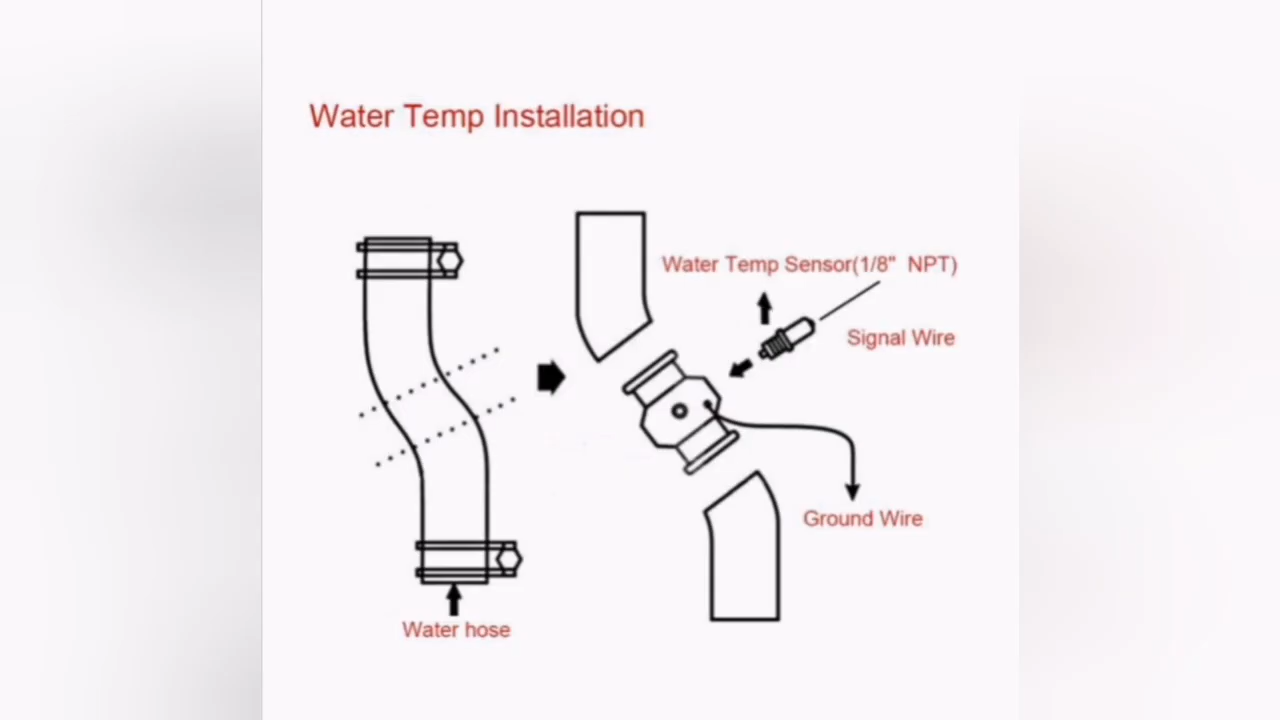 Water Temp Installation
Water Temp Sensor(1/8" NPT)
Signal Wire
Ground Wire
Water hose